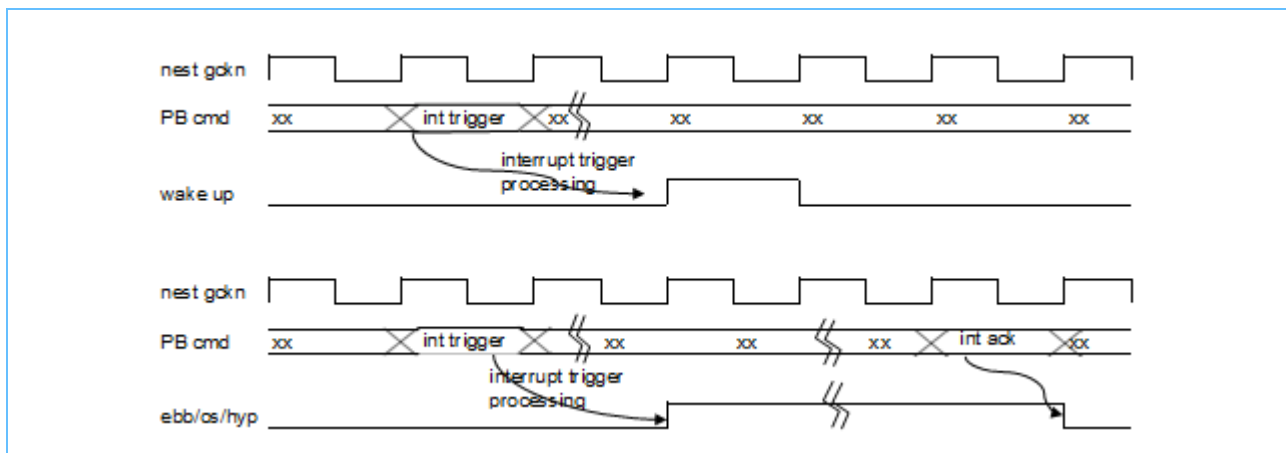 nest gckn
PB cmd xx int trigger xx xx xx xx xx
interrupt trigger
processing
wake up
nest gckn
PB cmd xx int trigger xx xx xx int ack xx
interrupt trigger
processing
ebb/os/hyp